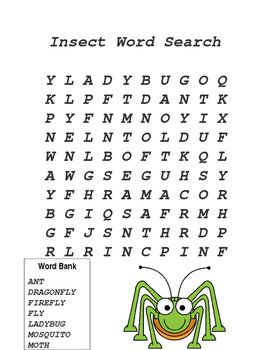 Insect Word Search
Y L A D Y B U G O Q
K L P F T D A N T K
P Y F N M N O Y I X
N E L N T O L D U F
W N L B O F T K Q L
A W G S E G U H S Y
Y F H R A M A C O R
B G I Q S A F R M H
G F J S N T H R D P
R L R I N C P I N F
Word Bank
ANT
DRAGONFLY
FIREFLY
FLY
LADYBUG
MOSQUITO
MOTH